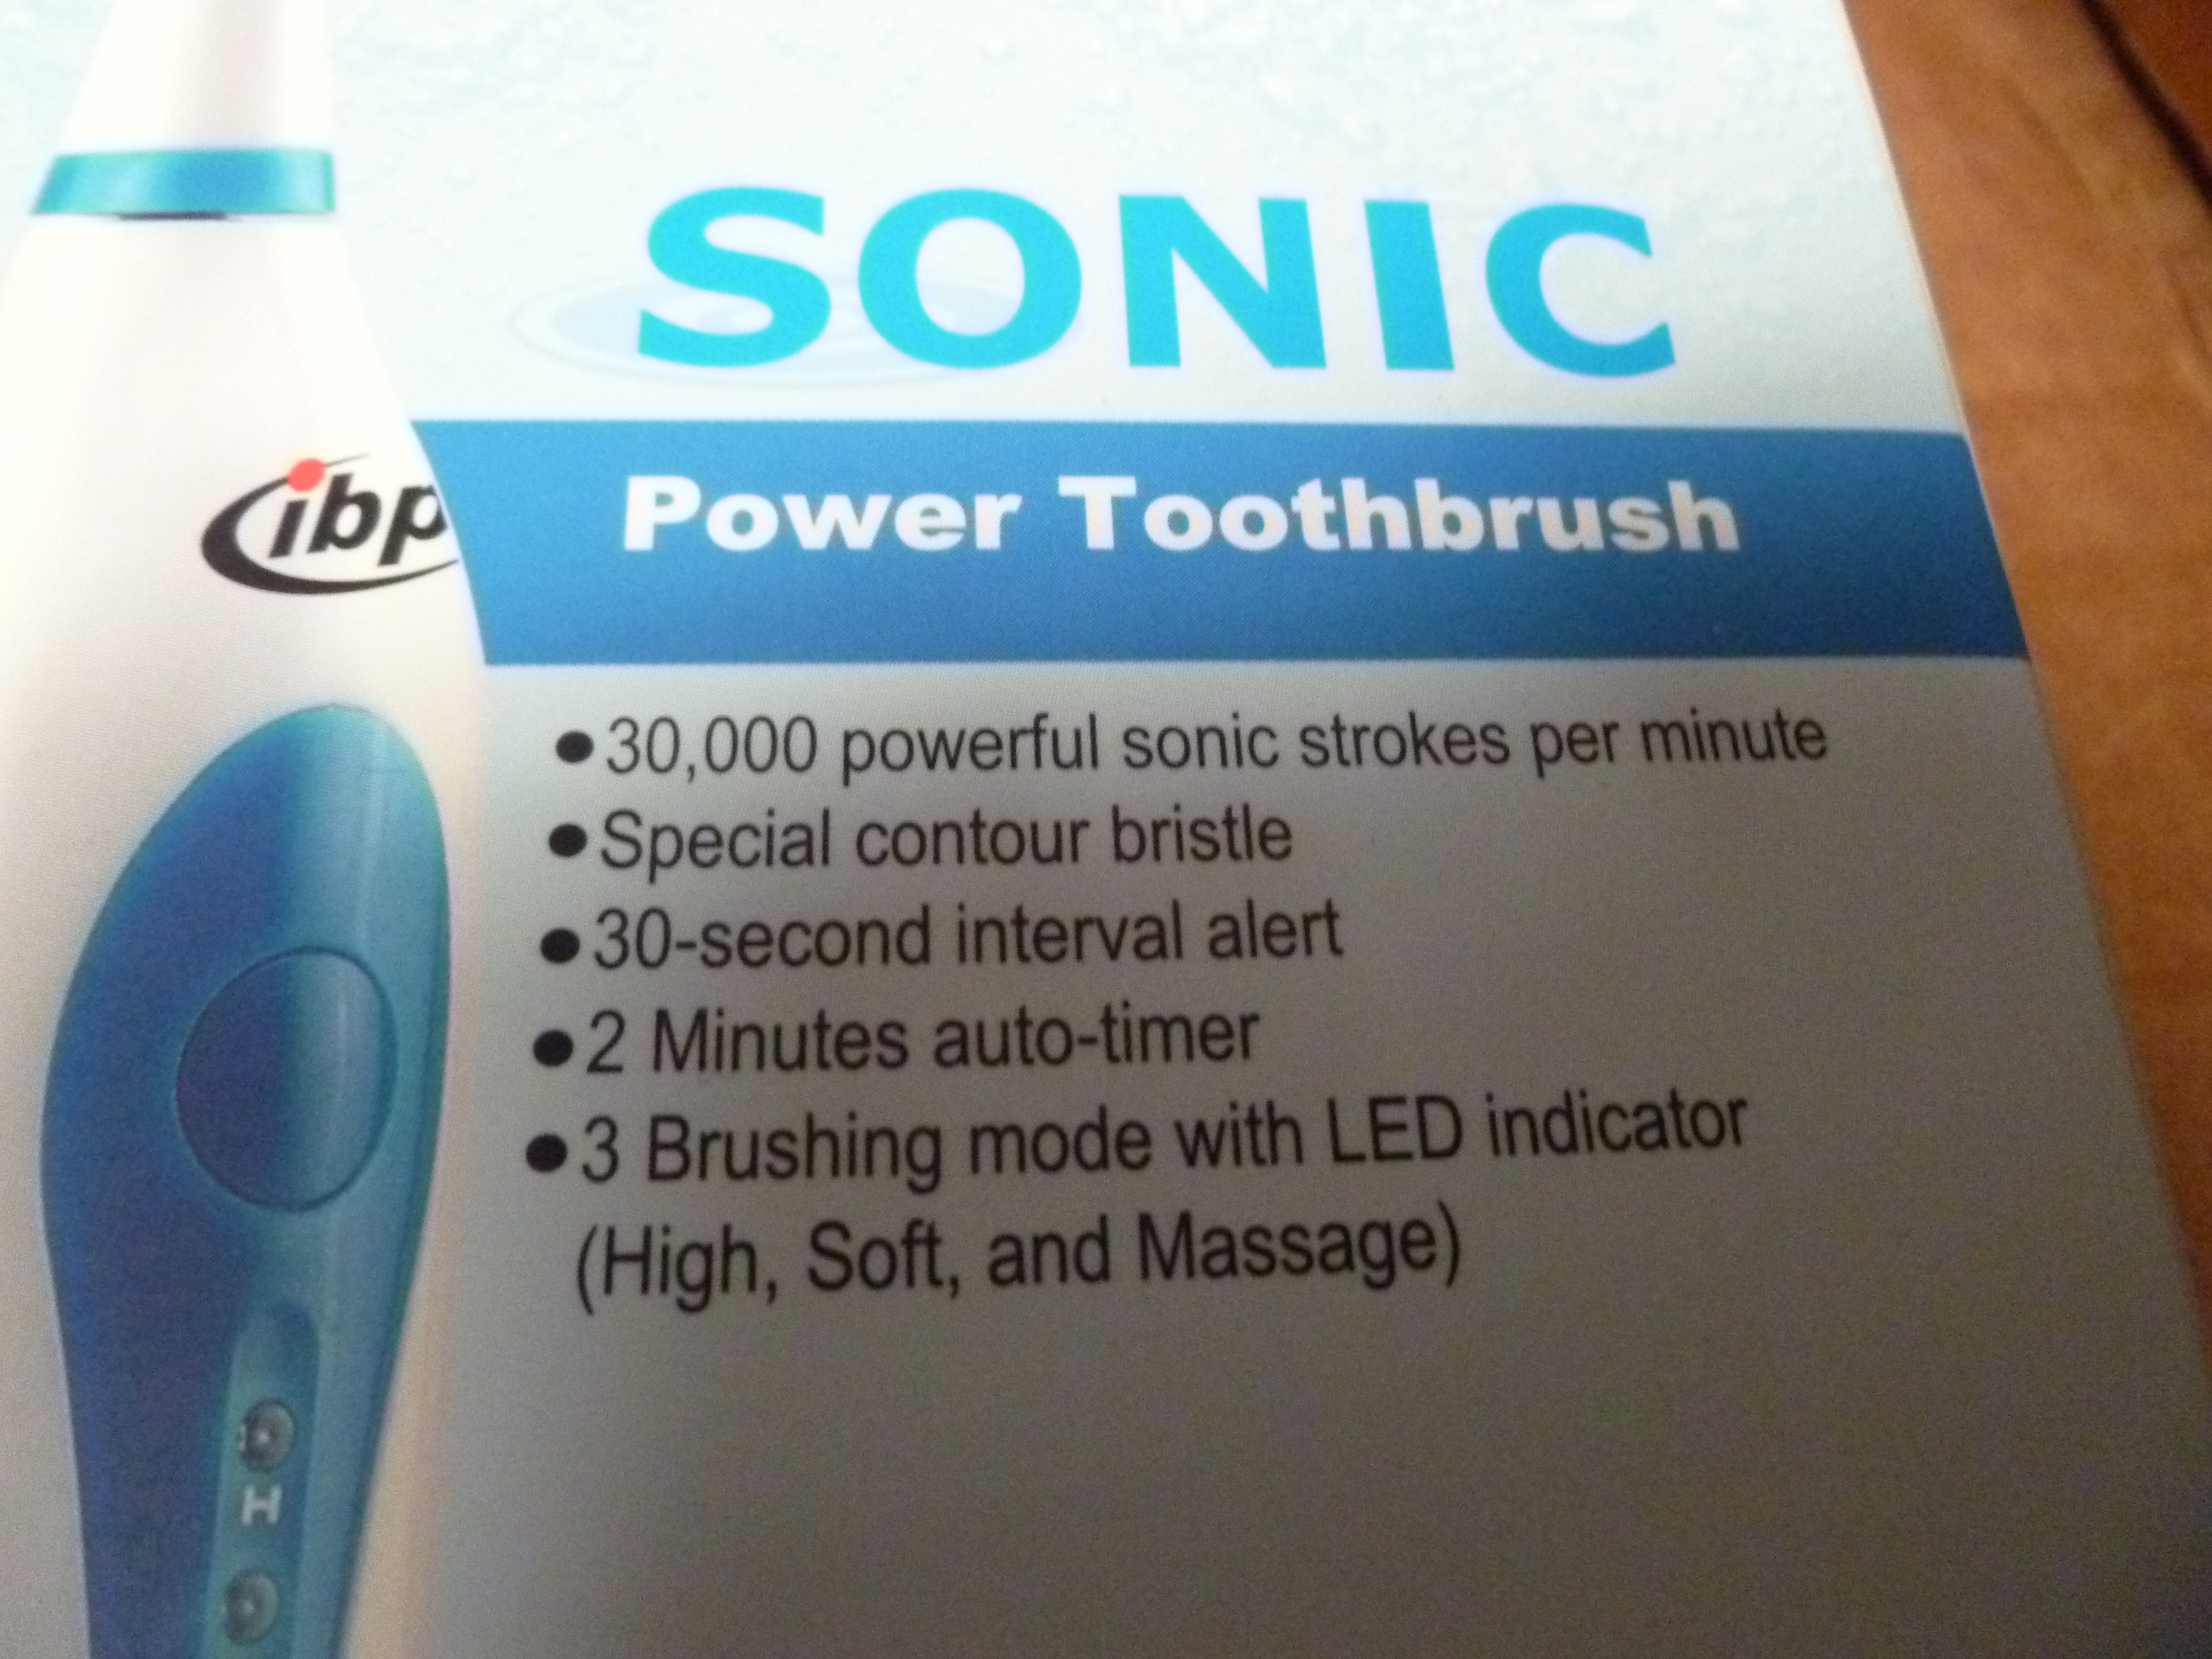 SONIC
ibp
Power Toothbrush
•30,000 powerful sonic strokes per minute
•Special contour bristle
•30-second interval alert
•2 Minutes auto-timer
•3 Brushing mode with LED indicator
(High, Soft, and Massage)
H